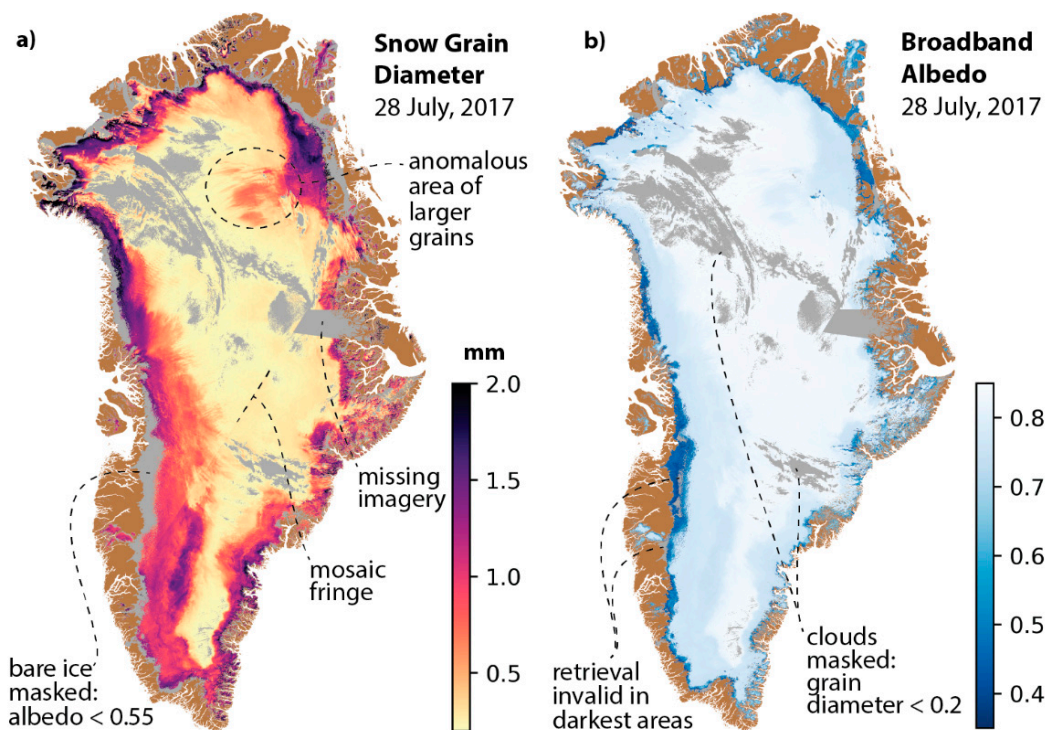 a)
Snow Grain
Diameter
28 July, 2017
anomalous
area of
larger
grains
mm
2.0
1.5
1.0
0.5
missing
imagery
mosaic
fringe
bare ice
masked:
albedo < 0.55
b)
Broadband
Albedo
28 July, 2017
0.8
0.7
0.6
0.5
0.4
clouds
masked:
grain
diameter < 0.2
retrieval
invalid in
darkest areas